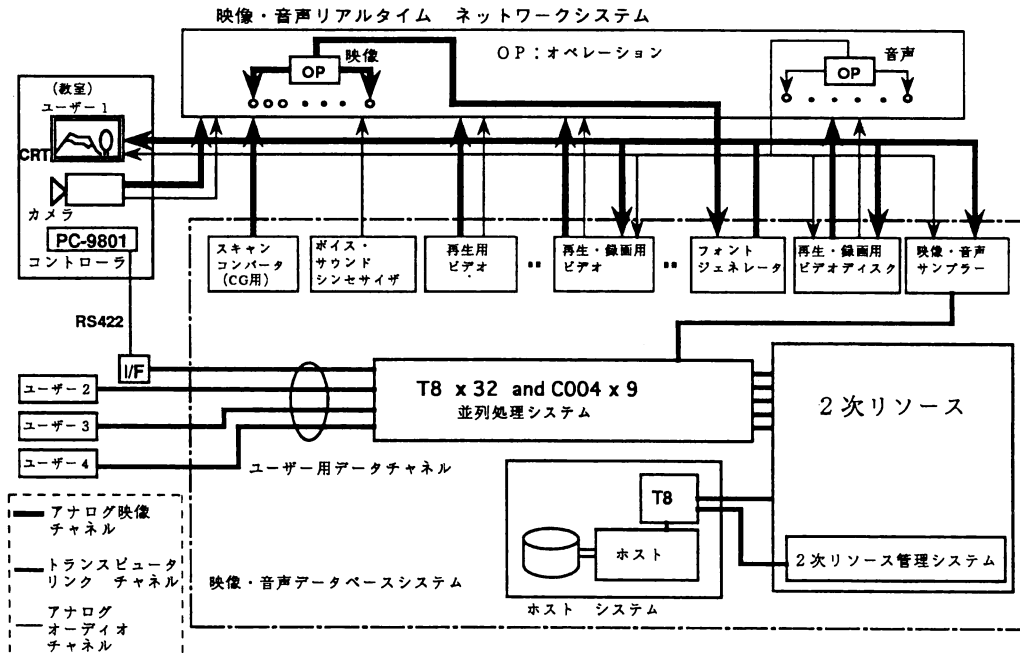 映像・音声リアルタイム ネットワークシステム
OP:オペレーション
映像
OP
音声
OP
(教室)
ユーザー1
CRT
カメラ
PC-9801
コントローラ
RS422
I/F
スキャン
コンバータ
(CG用)
ボイス・
サウンド
シンセサイザ
再生用
ビデオ
再生・録画用
ビデオ
フォント
ジェネレータ
再生・録画用
ビデオディスク
映像・音声
サンプラー
T8 x 32 and C004 x 9
並列処理システム
2次リソース
ユーザー2
ユーザー3
ユーザー4
ユーザー用データチャネル
T8
ホスト
2次リソース管理システム
ホスト システム
映像・音声データベースシステム
アナログ映像
チャネル
トランスピュータ
リンク チャネル
アナログ
オーディオ
チャネル